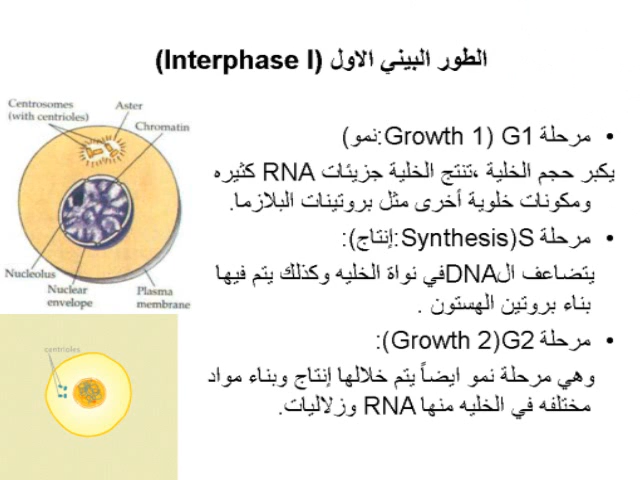 الطور البيني الاول (Interphase I)
Centrosomes
(with centrioles)
Aster
Chromatin
Nucleolus
Nuclear
envelope
Plasma
membrane
centrioles
• مرحلة G1 (Growth 1:نمو)
يكبر حجم الخلية ،تنتج الخلية جزيئات RNA كثيره
ومكونات خلوية أخرى مثل بروتينات البلازما.
• مرحلة S(Synthesis:إنتاج):
يتضاعف الDNAفي نواة الخليه وكذلك يتم فيها
بناء بروتين الهستون .
• مرحلة G2(Growth 2):
وهي مرحلة نمو ايضاً يتم خلالها إنتاج وبناء مواد
مختلفه في الخليه منها RNA وزلاليات.